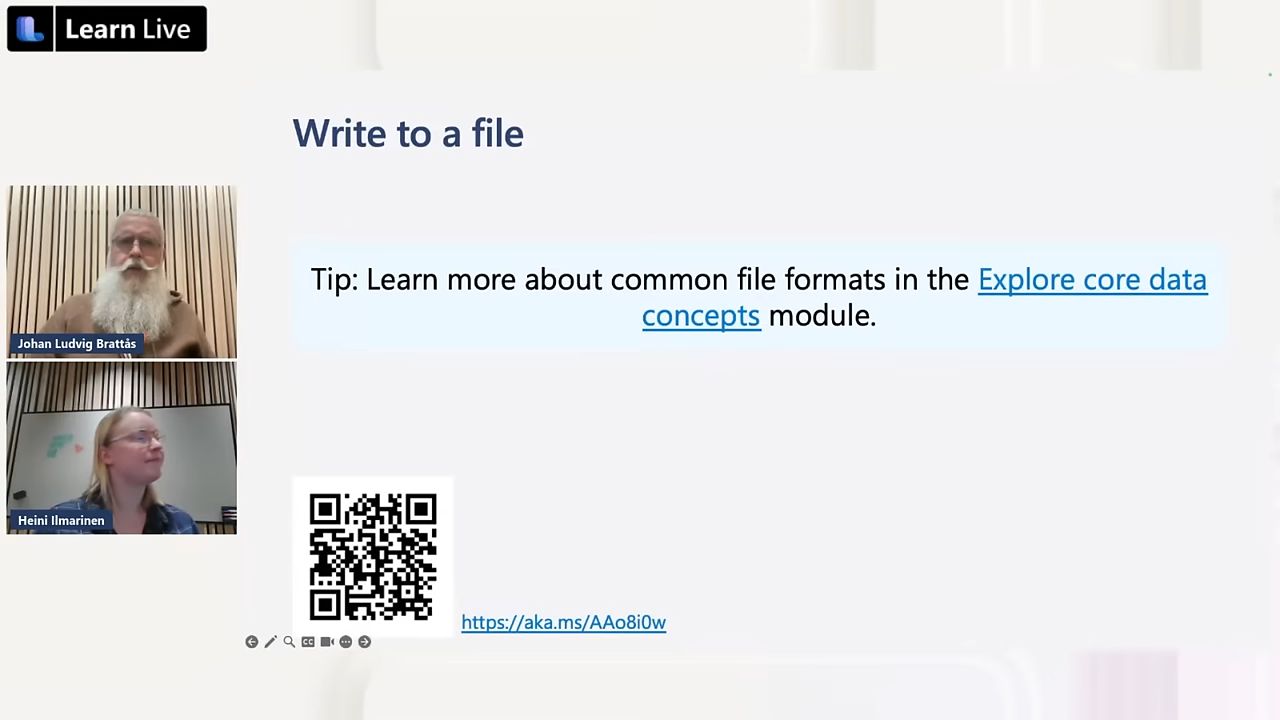 Learn Live
Write to a file
Tip: Learn more about common file formats in the Explore core data
concepts module.
Johan Ludvig Brattås
Heini Ilmarinen
https://aka.ms/AAo8i0w
CC